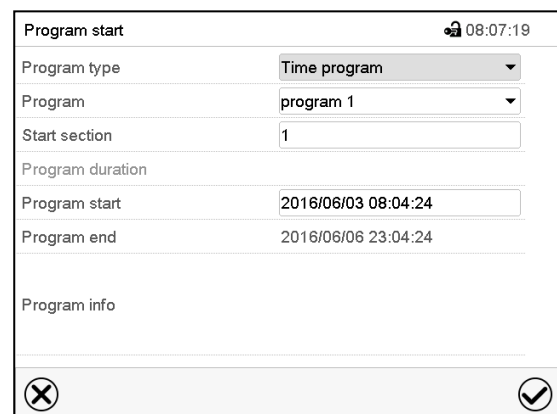 Program start 08:07:19
Program type Time program
Program program 1
Start section 1
Program duration
Program start 2016/06/03 08:04:24
Program end 2016/06/06 23:04:24
Program info